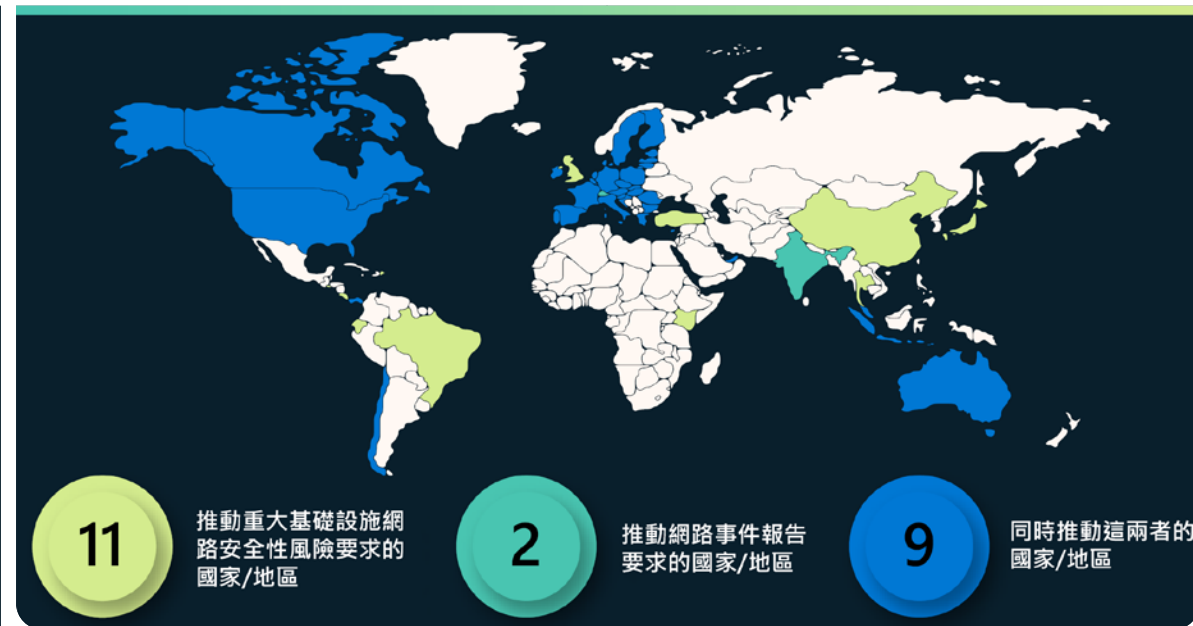 11
推動重大基礎設施網
路安全性風險要求的
國家/地區
2
推動網路事件報告
要求的國家/地區
9
同時推動這兩者的
國家/地區